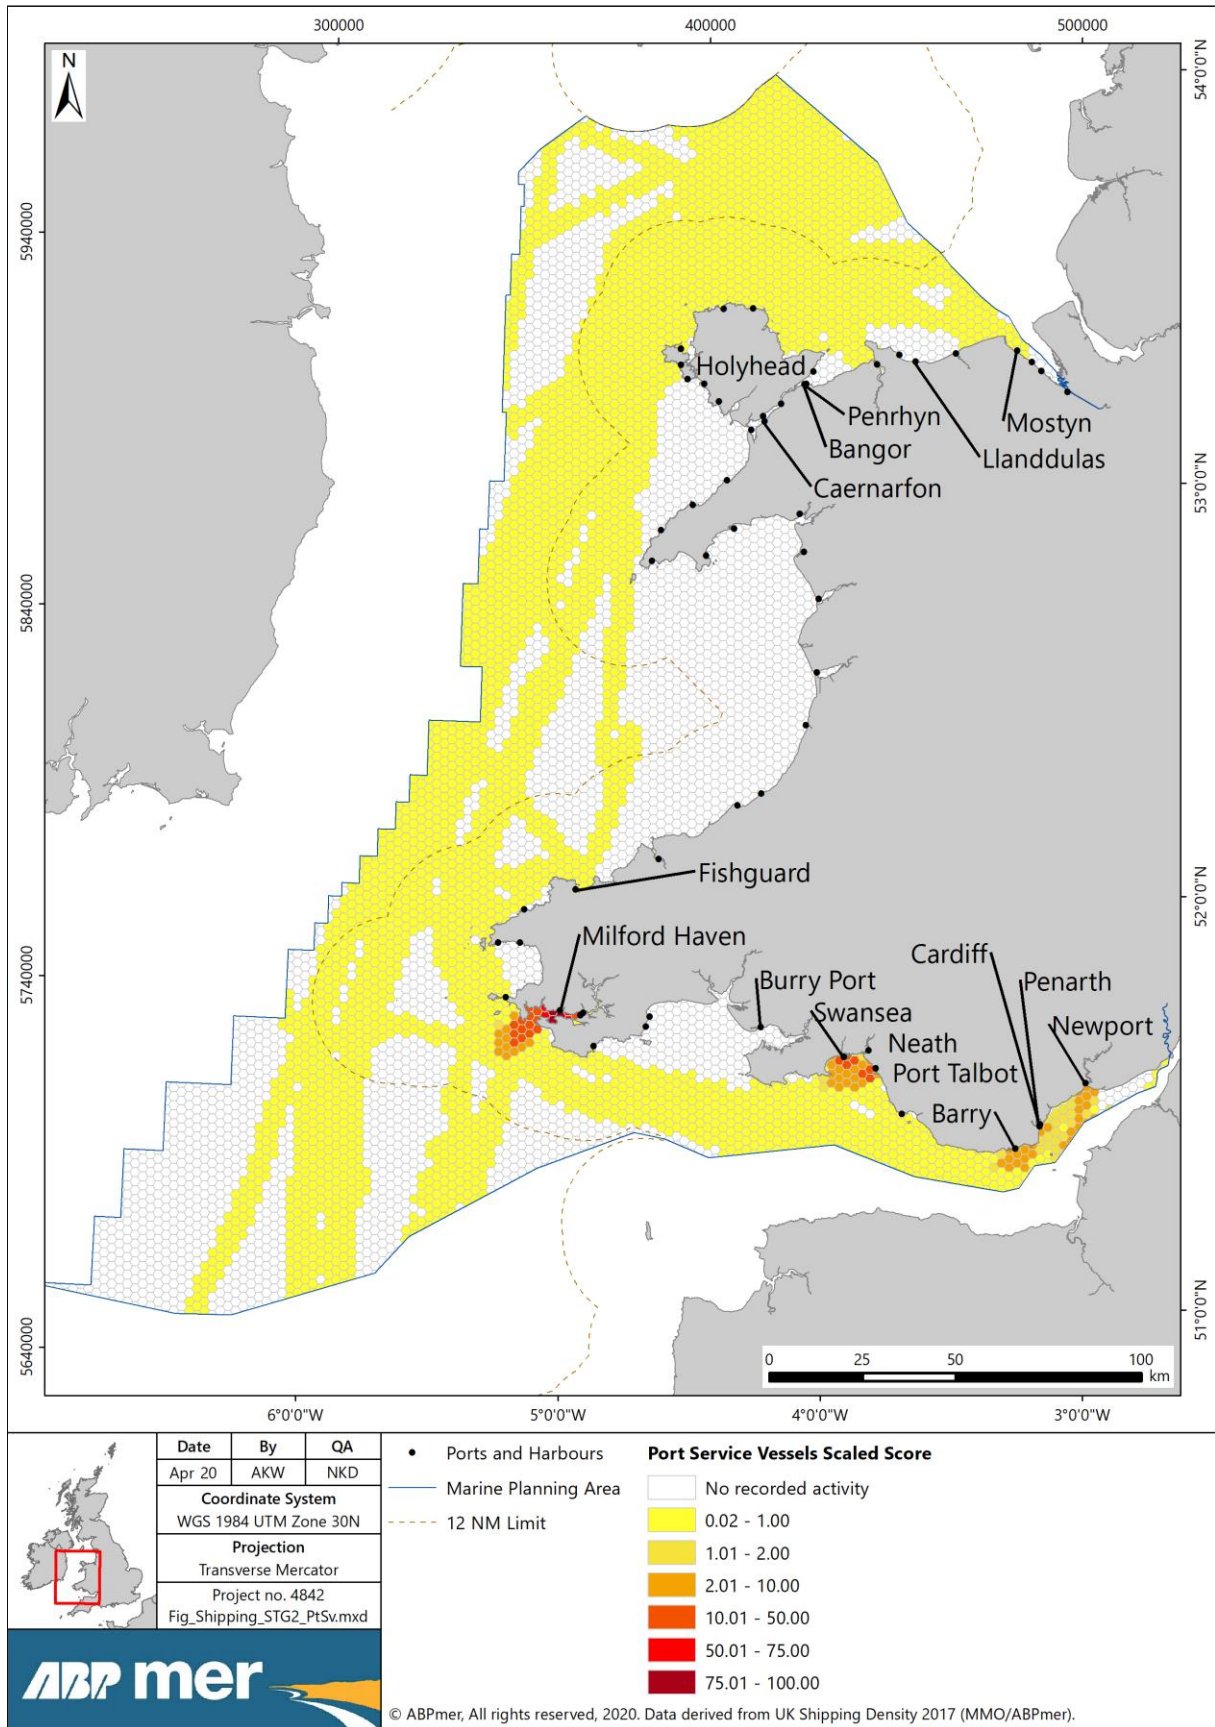 300000
400000
500000
N
54°0'0"N
5940000
Holyhead
Penrhyn
Mostyn
Bangor
Llanddulas
Caernarfon
53°0'0"N
5840000
Fishguard
52°0'0"N
Milford Haven
Cardiff
Burry Port
Penarth
5740000
Swansea
Newport
Neath
Port Talbot
Barry
51°0'0"N
5640000
0 25 50 100
km
6°0'0"W
5°0'0"W
4°0'0"W
3°0'0"W
Date By QA
Apr 20 AKW NKD
Coordinate System
WGS 1984 UTM Zone 30N
Projection
Transverse Mercator
Project no. 4842
Fig_Shipping_STG2_PtSv.mxd
ABPmer
Ports and Harbours
Marine Planning Area
12 NM Limit
Port Service Vessels Scaled Score
No recorded activity
0.02 - 1.00
1.01 - 2.00
2.01 - 10.00
10.01 - 50.00
50.01 - 75.00
75.01 - 100.00
© ABPmer, All rights reserved, 2020. Data derived from UK Shipping Density 2017 (MMO/ABPmer).